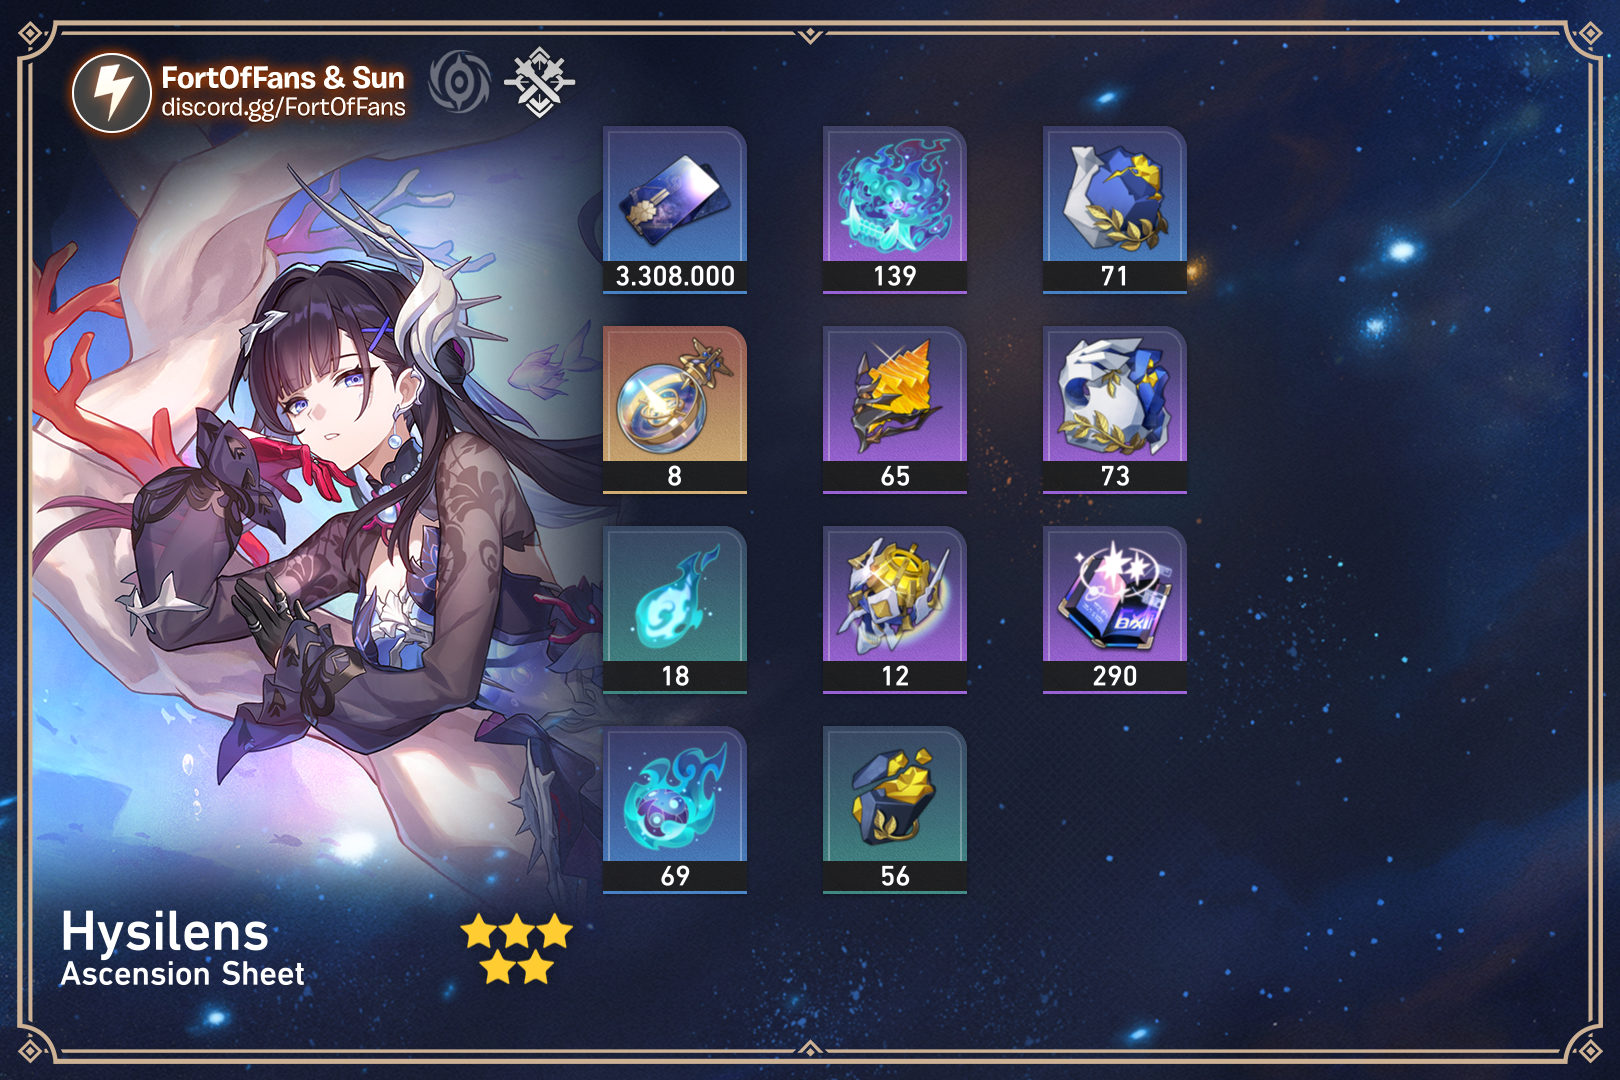 FortOfFans & Sun
discord.gg/FortOfFans
3.308.000
139
71
8
65
73
18
12
290
69
56
Hysilens
Ascension Sheet